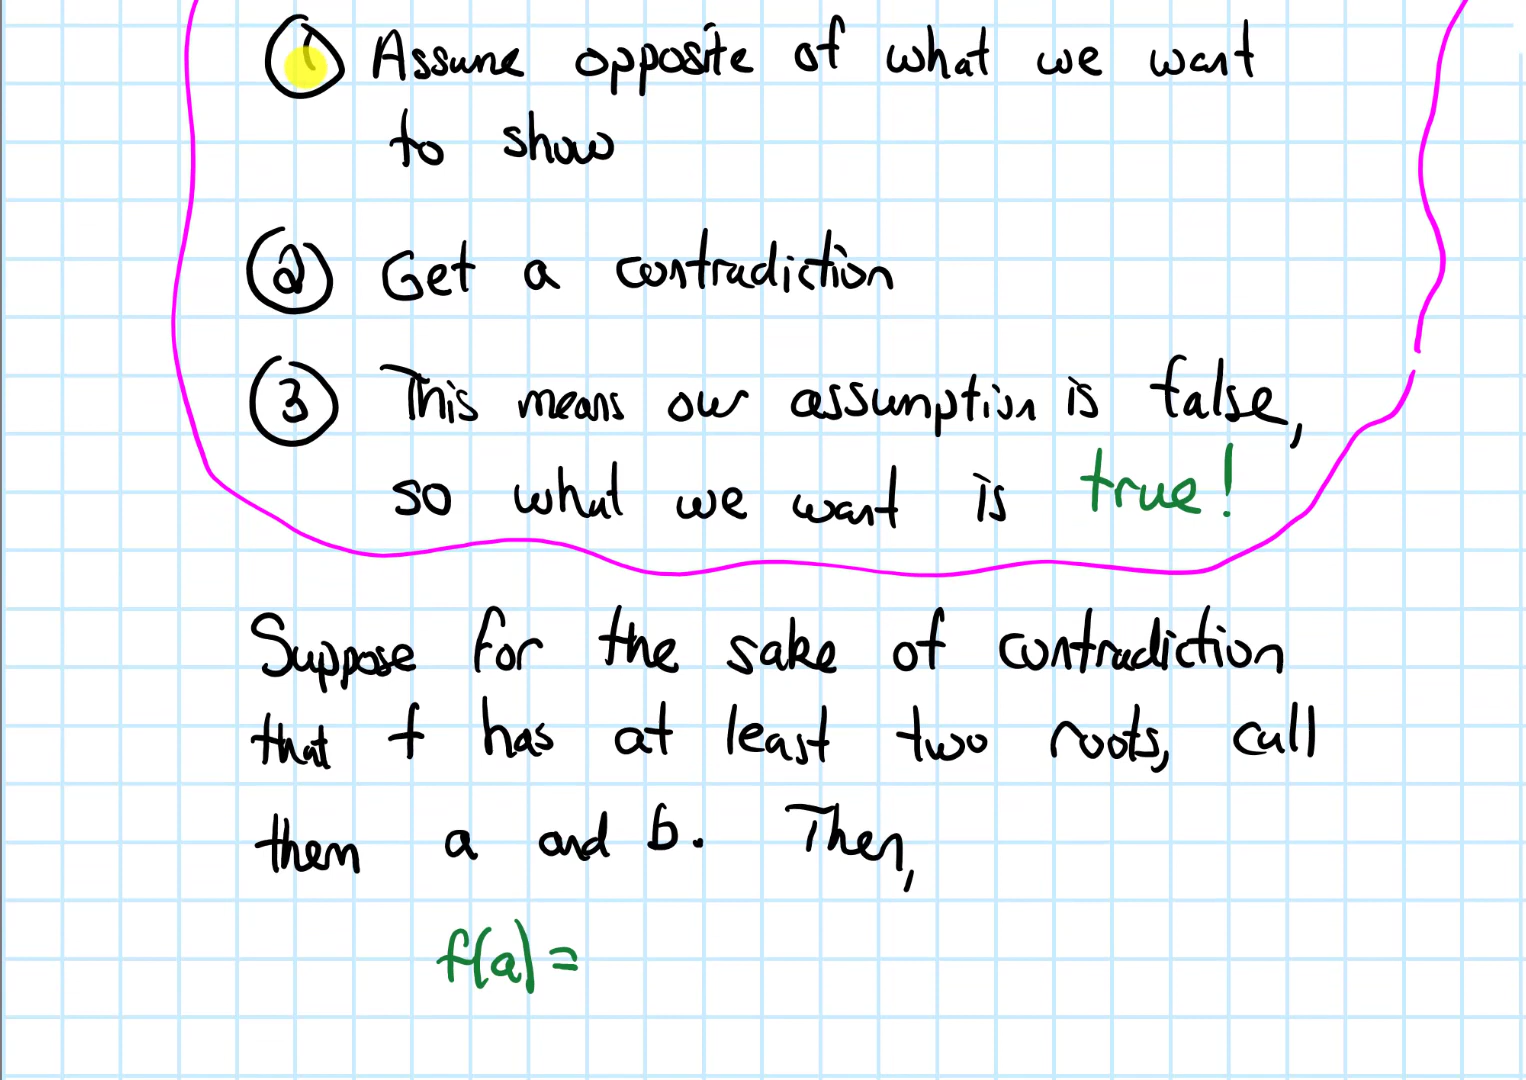 ① Assume opposite of what we want
to show
② Get a contradiction
③ This means our assumption is false,
so what we want is true!
Suppose for the sake of contradiction
that f has at least two roots, call
them a and b. Then,
f(a) =